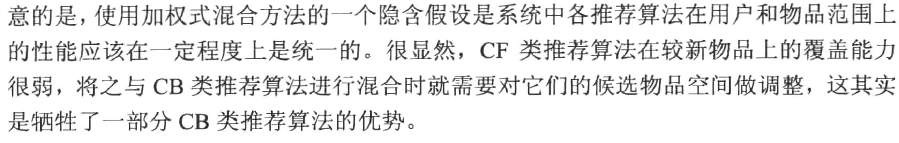 意的是，使用加权式混合方法的一个隐含假设是系统中各推荐算法在用户和物品范围上
的性能应该在一定程度上是统一的。很显然，CF 类推荐算法在较新物品上的覆盖能力
很弱，将之与 CB 类推荐算法进行混合时就需要对它们的候选物品空间做调整，这其实
是牺牲了一部分 CB 类推荐算法的优势。